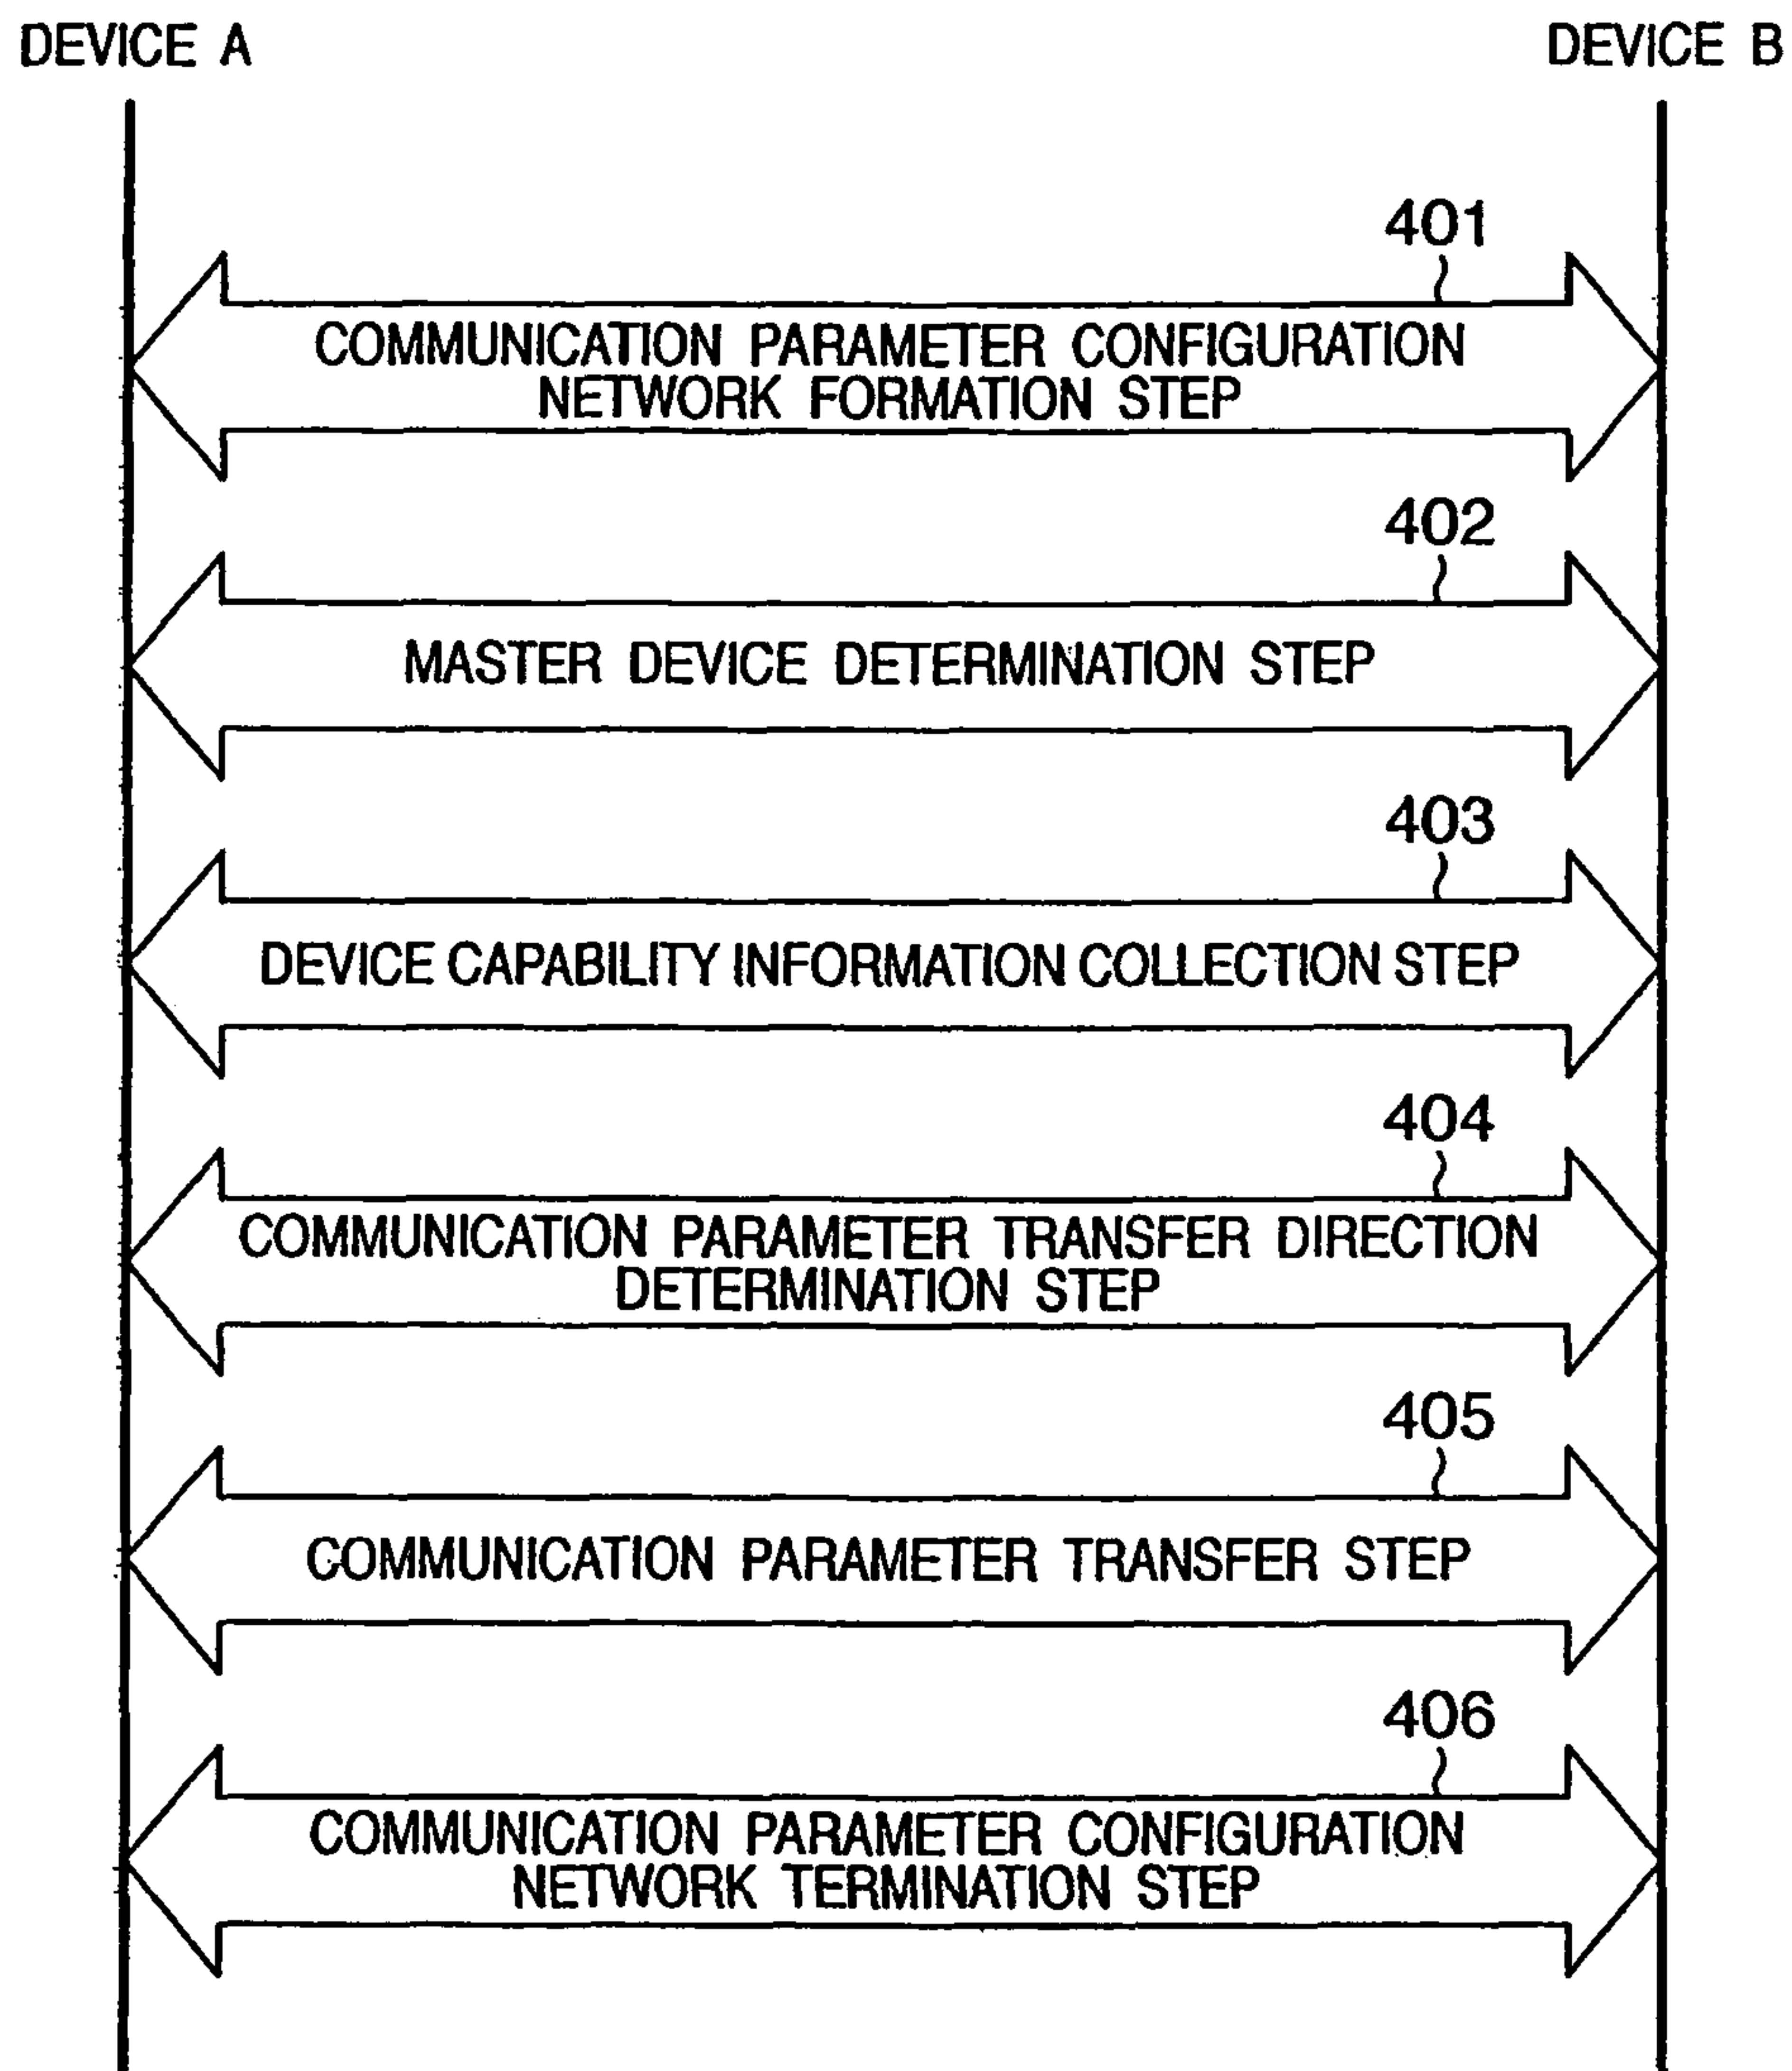 DEVICE A
DEVICE B
401
COMMUNICATION PARAMETER CONFIGURATION
NETWORK FORMATION STEP
402
MASTER DEVICE DETERMINATION STEP
403
DEVICE CAPABILITY INFORMATION COLLECTION STEP
404
COMMUNICATION PARAMETER TRANSFER DIRECTION
DETERMINATION STEP
405
COMMUNICATION PARAMETER TRANSFER STEP
406
COMMUNICATION PARAMETER CONFIGURATION
NETWORK TERMINATION STEP